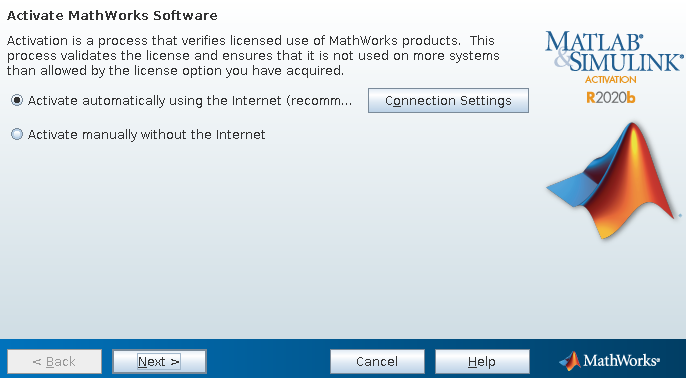 Activate MathWorks Software
Activation is a process that verifies licensed use of MathWorks products. This
process validates the license and ensures that it is not used on more systems
than allowed by the license option you have acquired.
Activate automatically using the Internet (recomm...
Connection Settings
Activate manually without the Internet
MATLAB®
&SIMULINK®
ACTIVATION
R2020b
< Back
Next >
Cancel
Help
MathWorks®